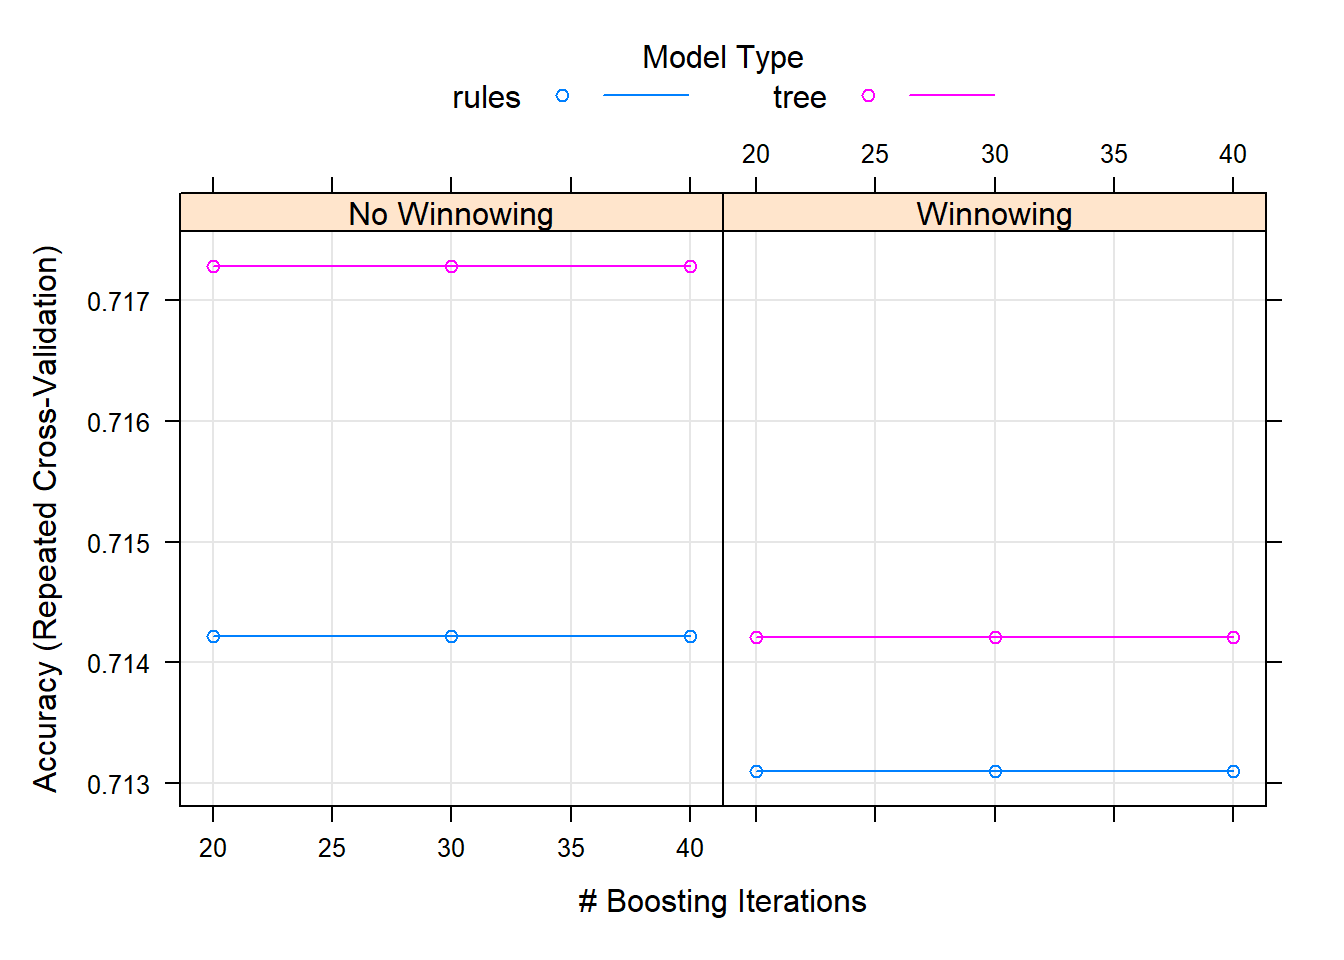 Model Type
rules tree
20 25 30 35 40
No Winnowing Winnowing
Accuracy (Repeated Cross-Validation)
0.717
0.716
0.715
0.714
0.713
20 25 30 35 40
# Boosting Iterations